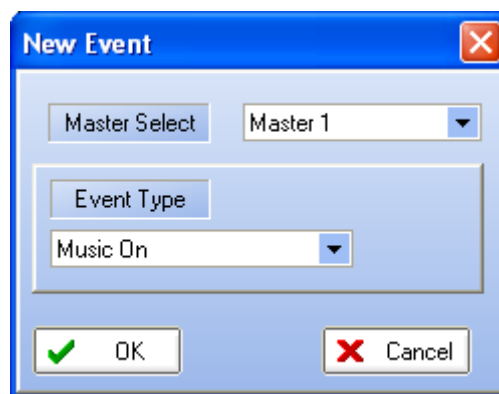 New Event
Master Select Master 1
Event Type
Music On
OK Cancel